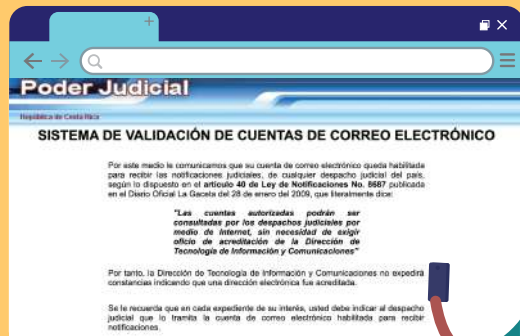 Poder Judicial
República de Costa Rica
SISTEMA DE VALIDACIÓN DE CUENTAS DE CORREO ELECTRÓNICO
Por este medio le comunicamos que su cuenta de correo electrónico queda habilitada
para recibir las notificaciones judiciales, de cualquier despacho judicial del país,
según lo dispuesto en el artículo 40 de Ley de Notificaciones No. 8687 publicada
en el Diario Oficial La Gaceta del 28 de enero del 2009, que literalmente dice:
"Las cuentas autorizadas podrán ser
consultadas por los despachos judiciales por
medio de Internet, sin necesidad de exigir
oficio de acreditación de la Dirección de
Tecnología de Información y Comunicaciones"
Por tanto, la Dirección de Tecnología de Información y Comunicaciones no expedirá
constancias indicando que una dirección electrónica fue acreditada.
Se le recuerda que en cada expediente de su interés, usted debe indicar al despacho
judicial que lo tramita la cuenta de correo electrónico habilitada para recibir
notificaciones.